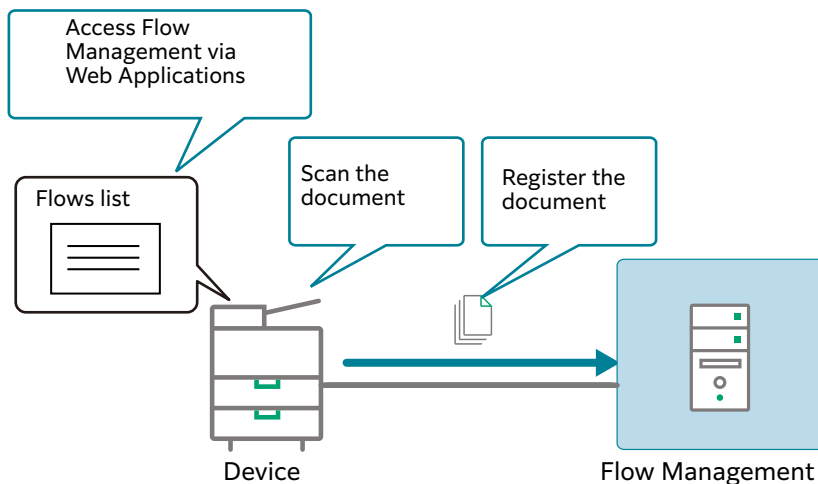 Access Flow
Management via
Web Applications
Flows list
Scan the
document
Register the
document
Device
Flow Management